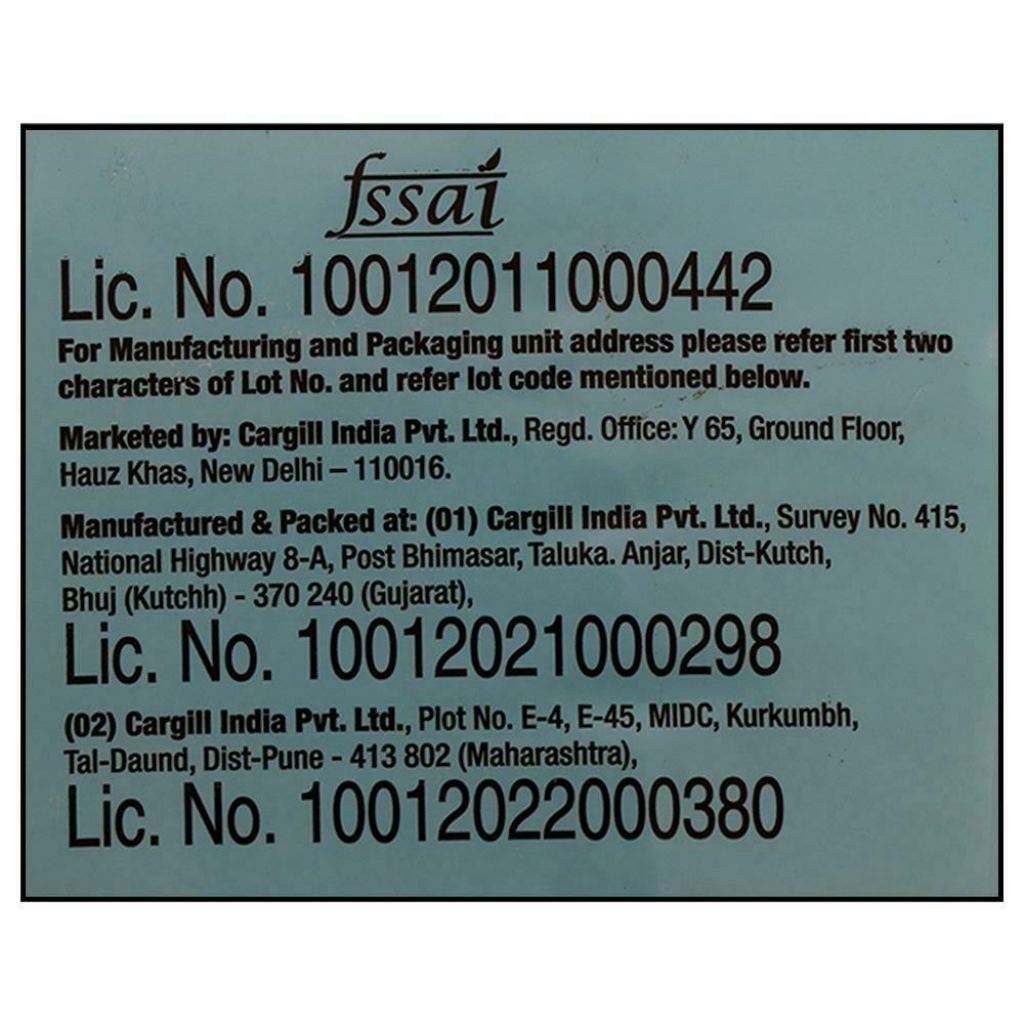 fssai
Lic. No. 10012011000442
For Manufacturing and Packaging unit address please refer first two
characters of Lot No. and refer lot code mentioned below.
Marketed by: Cargill India Pvt. Ltd., Regd. Office: Y 65, Ground Floor,
Hauz Khas, New Delhi – 110016.
Manufactured & Packed at: (01) Cargill India Pvt. Ltd., Survey No. 415,
National Highway 8-A, Post Bhimasar, Taluka. Anjar, Dist-Kutch,
Bhuj (Kutchh) - 370 240 (Gujarat),
Lic. No. 10012021000298
(02) Cargill India Pvt. Ltd., Plot No. E-4, E-45, MIDC, Kurkumbh,
Tal-Daund, Dist-Pune - 413 802 (Maharashtra),
Lic. No. 10012022000380